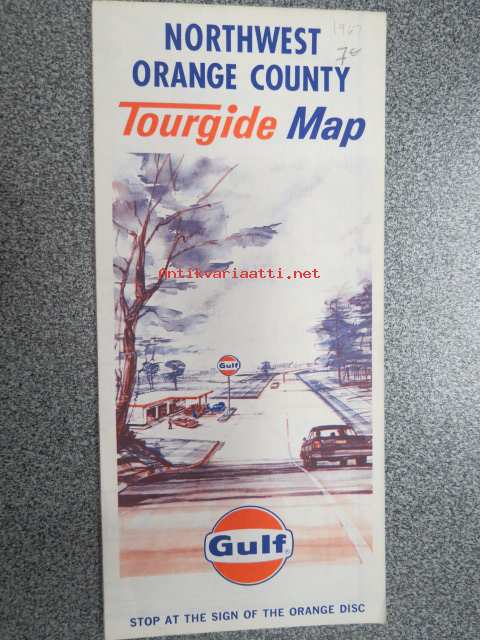 1967
7€
NORTHWEST
ORANGE COUNTY
Tourgide Map
Antikvariaatti.net
Gulf
Gulf®
STOP AT THE SIGN OF THE ORANGE DISC